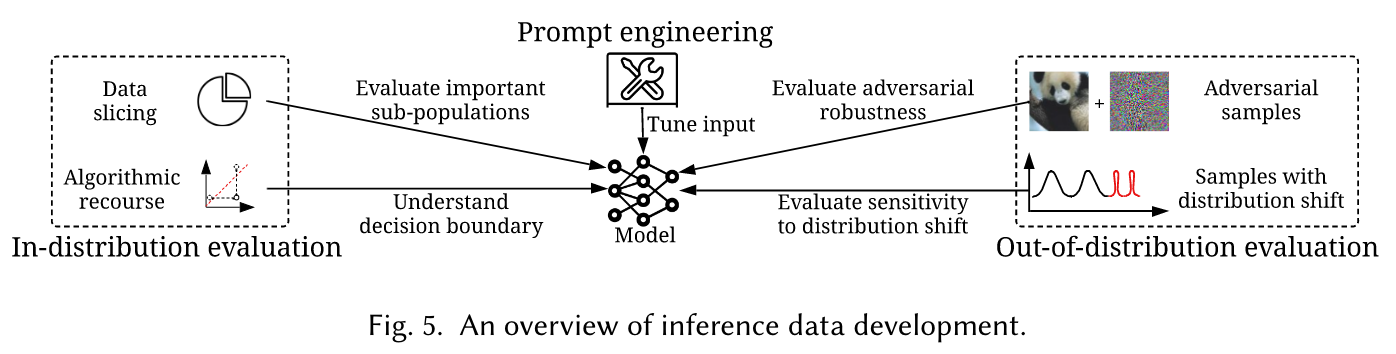 Prompt engineering
Data
slicing
Evaluate important
sub-populations
Tune input
Evaluate adversarial
robustness
+
Adversarial
samples
Algorithmic
recourse
Understand
decision boundary
Model
Evaluate sensitivity
to distribution shift
Samples with
distribution shift
In-distribution evaluation
Out-of-distribution evaluation
Fig. 5. An overview of inference data development.